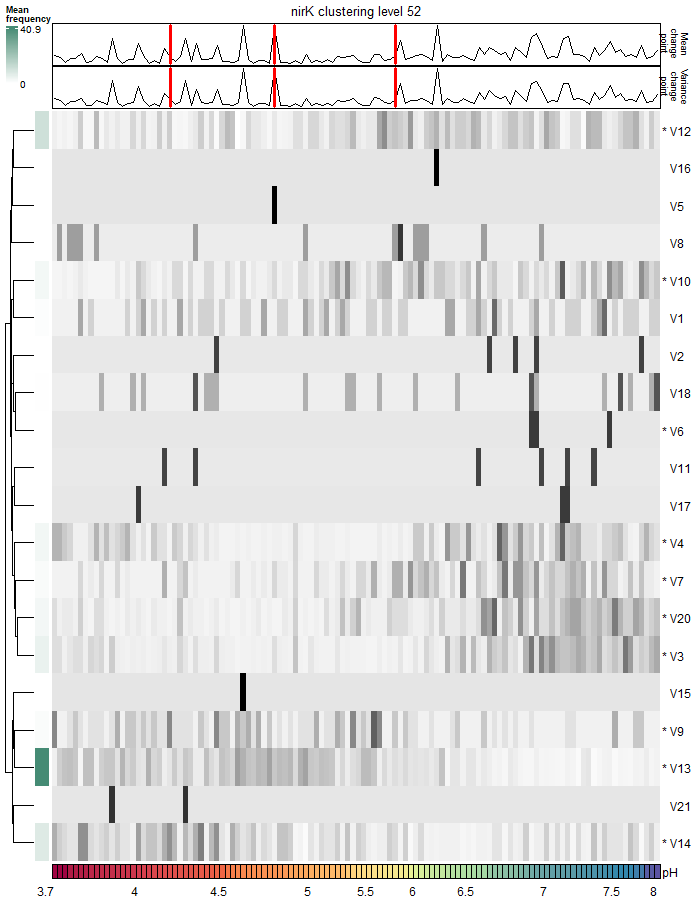 Mean
frequency
40.9
0
nirK clustering level 52
Mean
change
point
Variance
change
point
* V12
V16
V5
V8
* V10
V1
V2
V18
* V6
V11
V17
* V4
* V7
* V20
* V3
V15
* V9
* V13
V21
* V14
pH
3.7 4 4.5 5 5.5 6 6.5 7 7.5 8